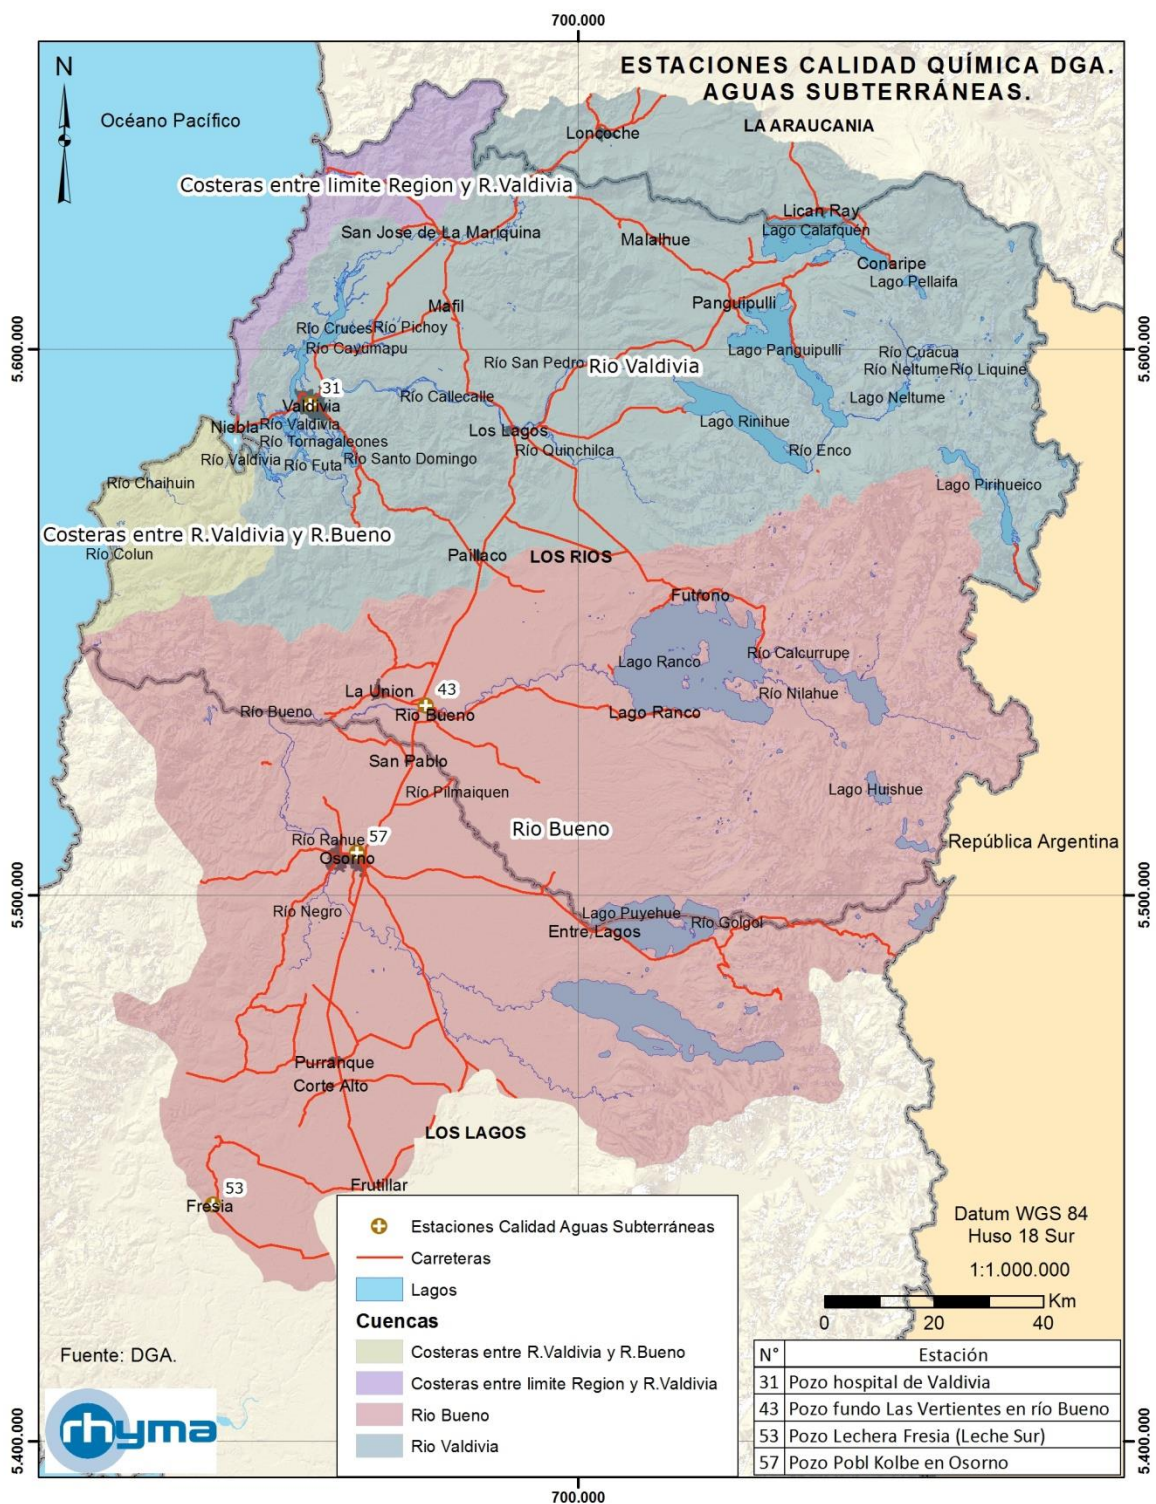 700.000
ESTACIONES CALIDAD QUÍMICA DGA.
AGUAS SUBTERRÁNEAS.
N
Océano Pacífico
Loncoche
LA ARAUCANIA
Costeras entre limite Region y R.Valdivia
Lican Ray
Lago Calafquen
San Jose de La Mariquina
Malalhue
Conaripe
Lago Pellaifa
Mafil
Panguipulli
Río Cruces
Río Pichoy
Río Cayumapu
5.600.000
5.600.000
Lago Panguipulli
Río Cuacua
Río San Pedro
Rio Valdivia
Río Neltume
Río Liquine
31
Valdivia
Río Callecalle
Lago Neltume
Niebla
Río Valdivia
Los Lagos
Lago Rinihue
Río Tornagaleones
Río Quinchilca
Río Enco
Río Valdivia
Río Futa
Río Santo Domingo
Río Chaihuin
Lago Pirihueico
Costeras entre R.Valdivia y R.Bueno
Río Colun
Paillaco
LOS RIOS
Futrono
Lago Ranco
Río Calcurrupe
La Union
43
Río Nilahue
Río Bueno
Rio Bueno
Lago Ranco
San Pablo
Río Pilmaiquen
Lago Huishue
Rio Bueno
57
Río Rahue
Osorno
República Argentina
5.500.000
5.500.000
Río Negro
Lago Puyehue
Río Golgol
Entre Lagos
Purranque
Corte Alto
LOS LAGOS
53
Fresia
Frutillar
Estaciones Calidad Aguas Subterráneas
Carreteras
Lagos
Cuencas
Costeras entre R.Valdivia y R.Bueno
Costeras entre limite Region y R.Valdivia
Rio Bueno
Rio Valdivia
Datum WGS 84
Huso 18 Sur
1:1.000.000
Km
0 20 40
Fuente: DGA.
rhyma
N° Estación
31 Pozo hospital de Valdivia
43 Pozo fundo Las Vertientes en río Bueno
53 Pozo Lechera Fresia (Leche Sur)
57 Pozo Pobl Kolbe en Osorno
5.400.000
5.400.000
700.000